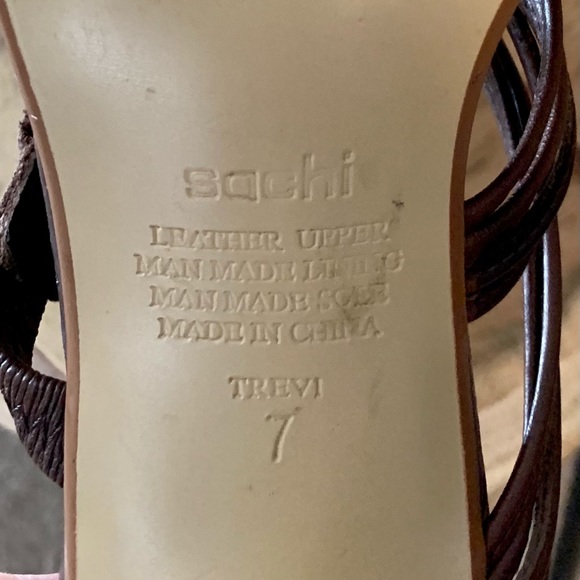 sachi
LEATHER UPPER
MAN MADE LINING
MAN MADE SOLE
MADE IN CHINA
TREVI
7